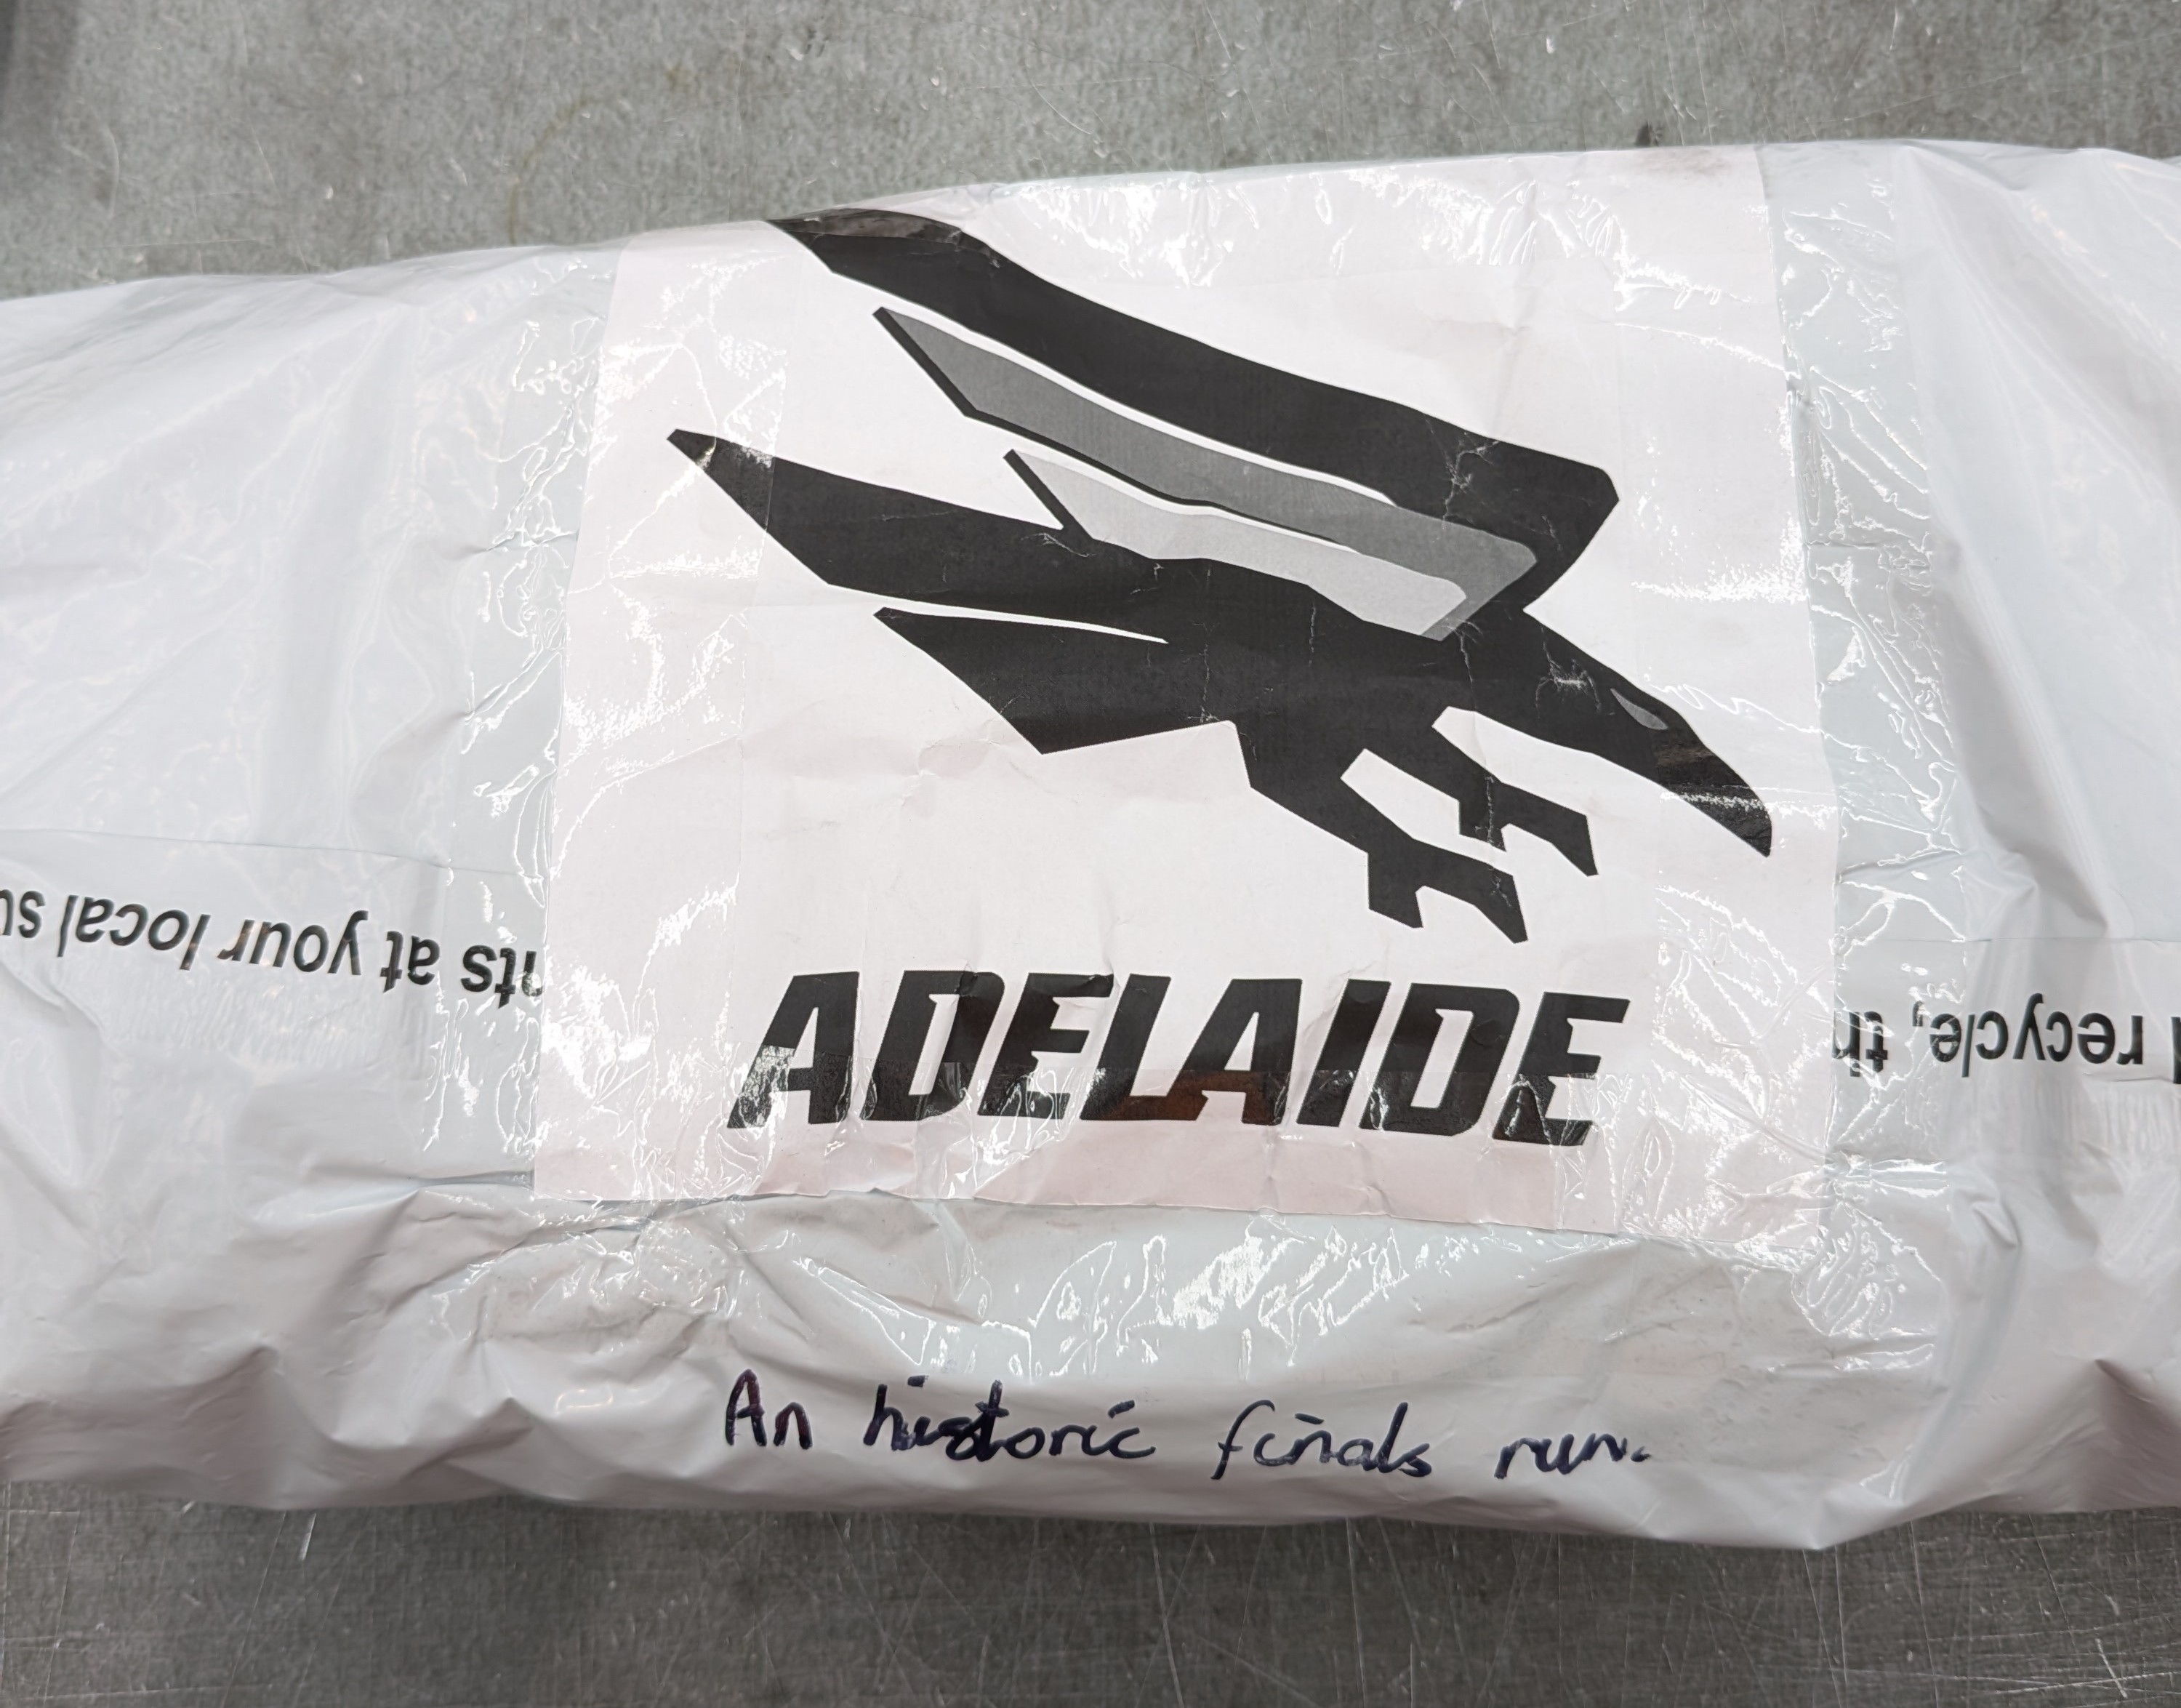 ADELAIDE
nts at your local su
recycle, th
An historic finals run.